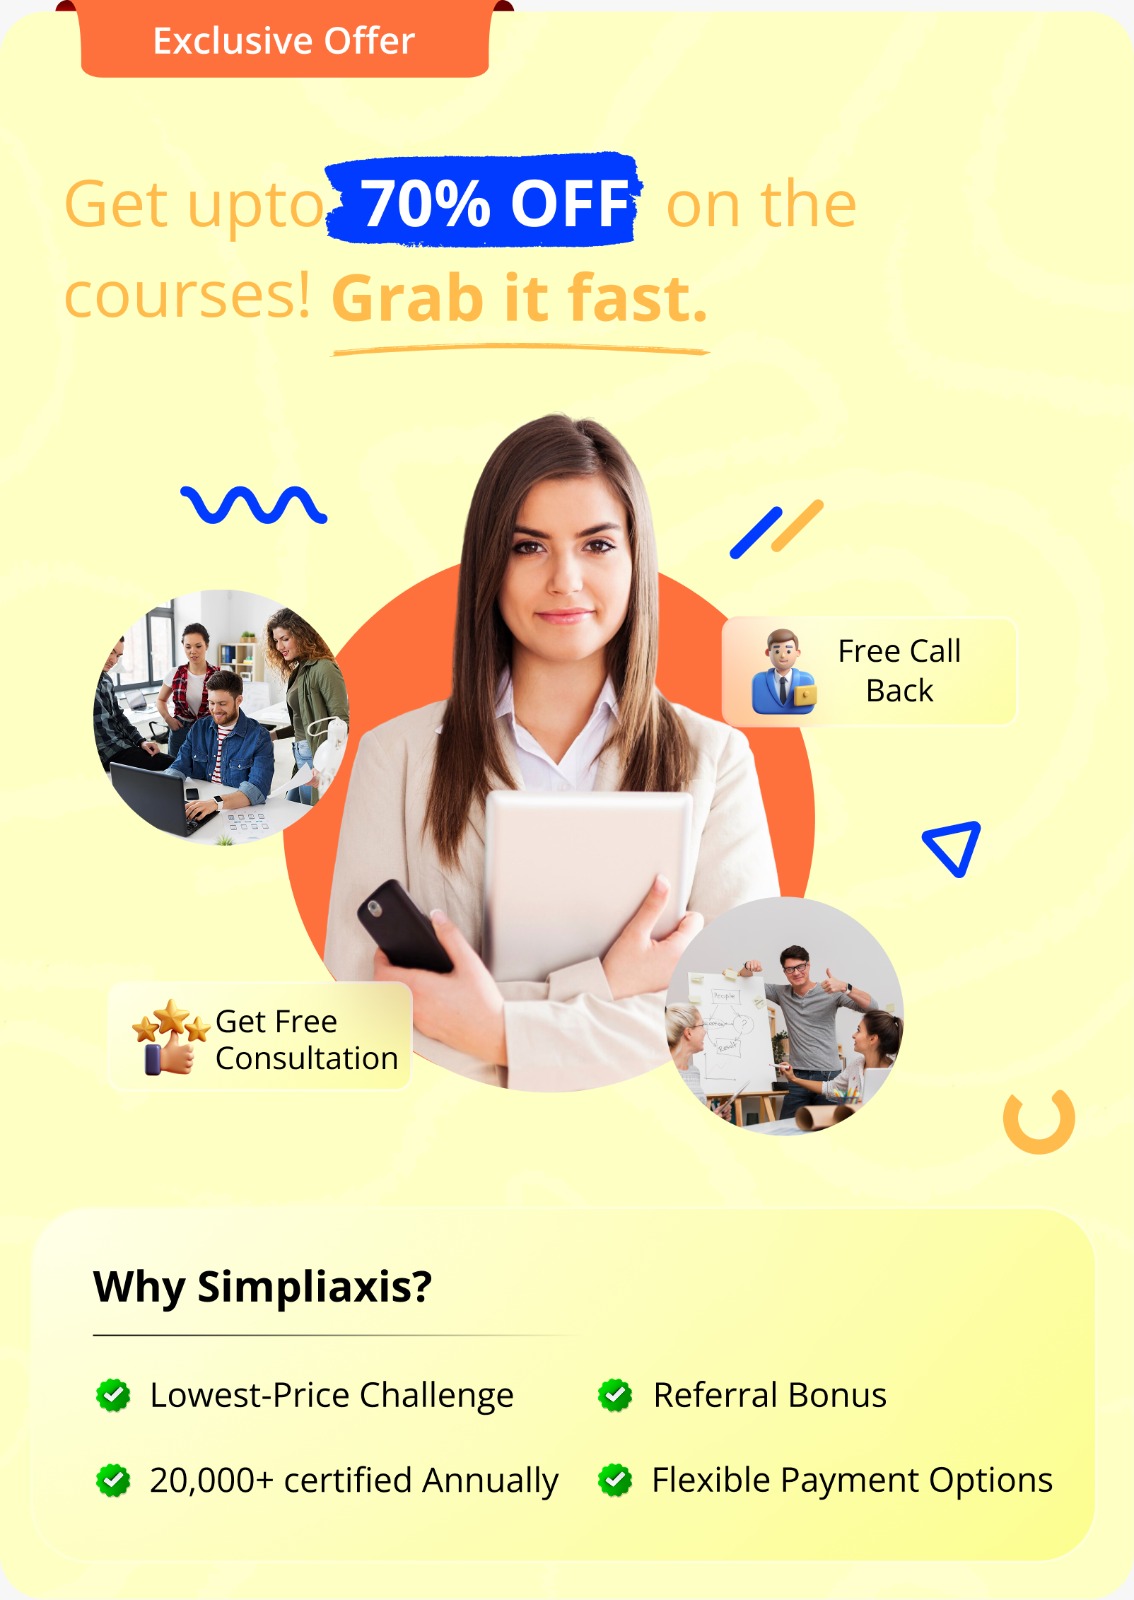 Exclusive Offer
Get upto 70% OFF on the
courses! Grab it fast.
Free Call
Back
Get Free
Consultation
Why Simpliaxis?
Lowest-Price Challenge
Referral Bonus
20,000+ certified Annually
Flexible Payment Options